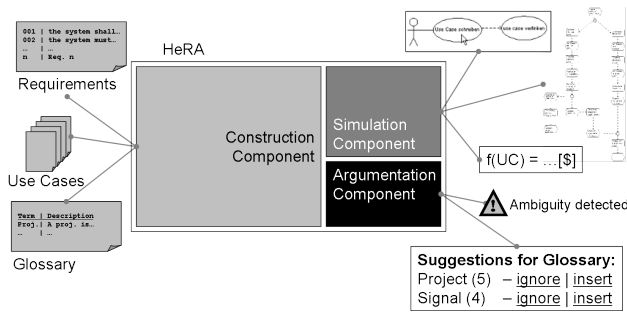 001 | the system shall…
002 | the system must…
… | …
n | Req. n
Requirements
Use Cases
Term | Description
Proj.| A proj. is…
… | …
Glossary
HeRA
Construction
Component
Simulation
Component
Argumentation
Component
Use Case schreiben
use case verlinken
f(UC) = …[$]
Ambiguity detected
Suggestions for Glossary:
Project (5) – ignore | insert
Signal (4) – ignore | insert